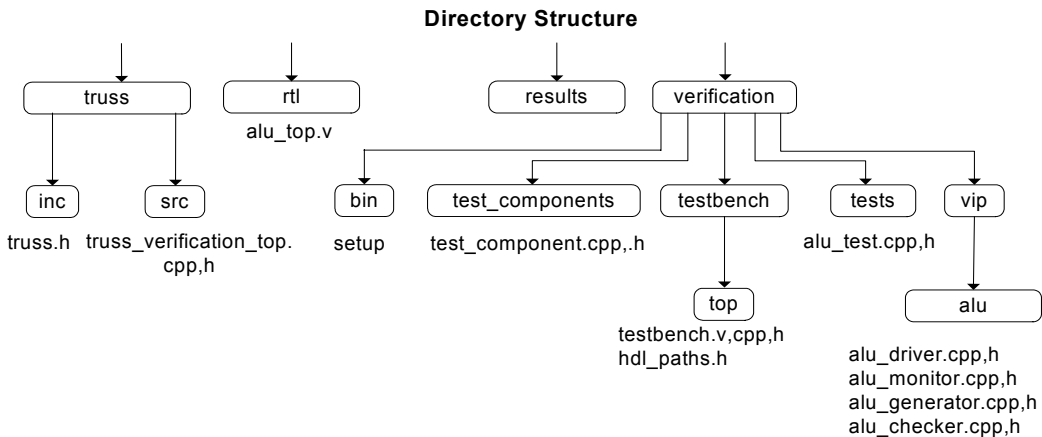 Directory Structure
truss
rtl
results
verification
alu_top.v
inc
src
bin
test_components
testbench
tests
vip
truss.h
truss_verification_top.
cpp,h
setup
test_component.cpp,.h
alu_test.cpp,h
top
alu
testbench.v,cpp,h
hdl_paths.h
alu_driver.cpp,h
alu_monitor.cpp,h
alu_generator.cpp,h
alu_checker.cpp,h